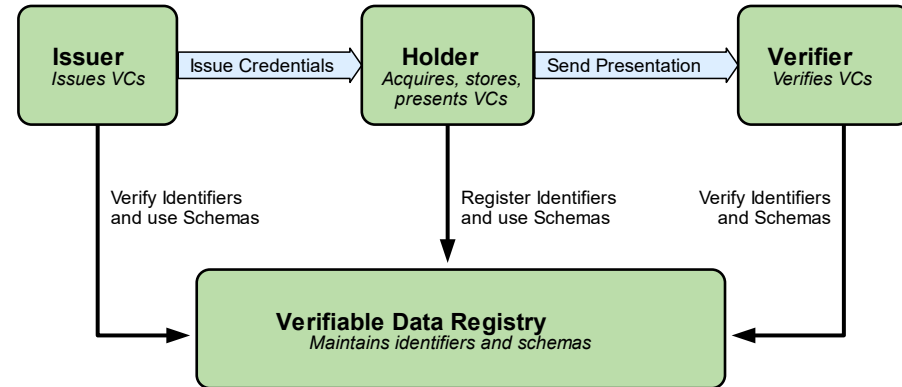 Issuer
Issues VCs
Issue Credentials
Holder
Acquires, stores,
presents VCs
Send Presentation
Verifier
Verifies VCs
Verify Identifiers
and use Schemas
Register Identifiers
and use Schemas
Verify Identifiers
and Schemas
Verifiable Data Registry
Maintains identifiers and schemas